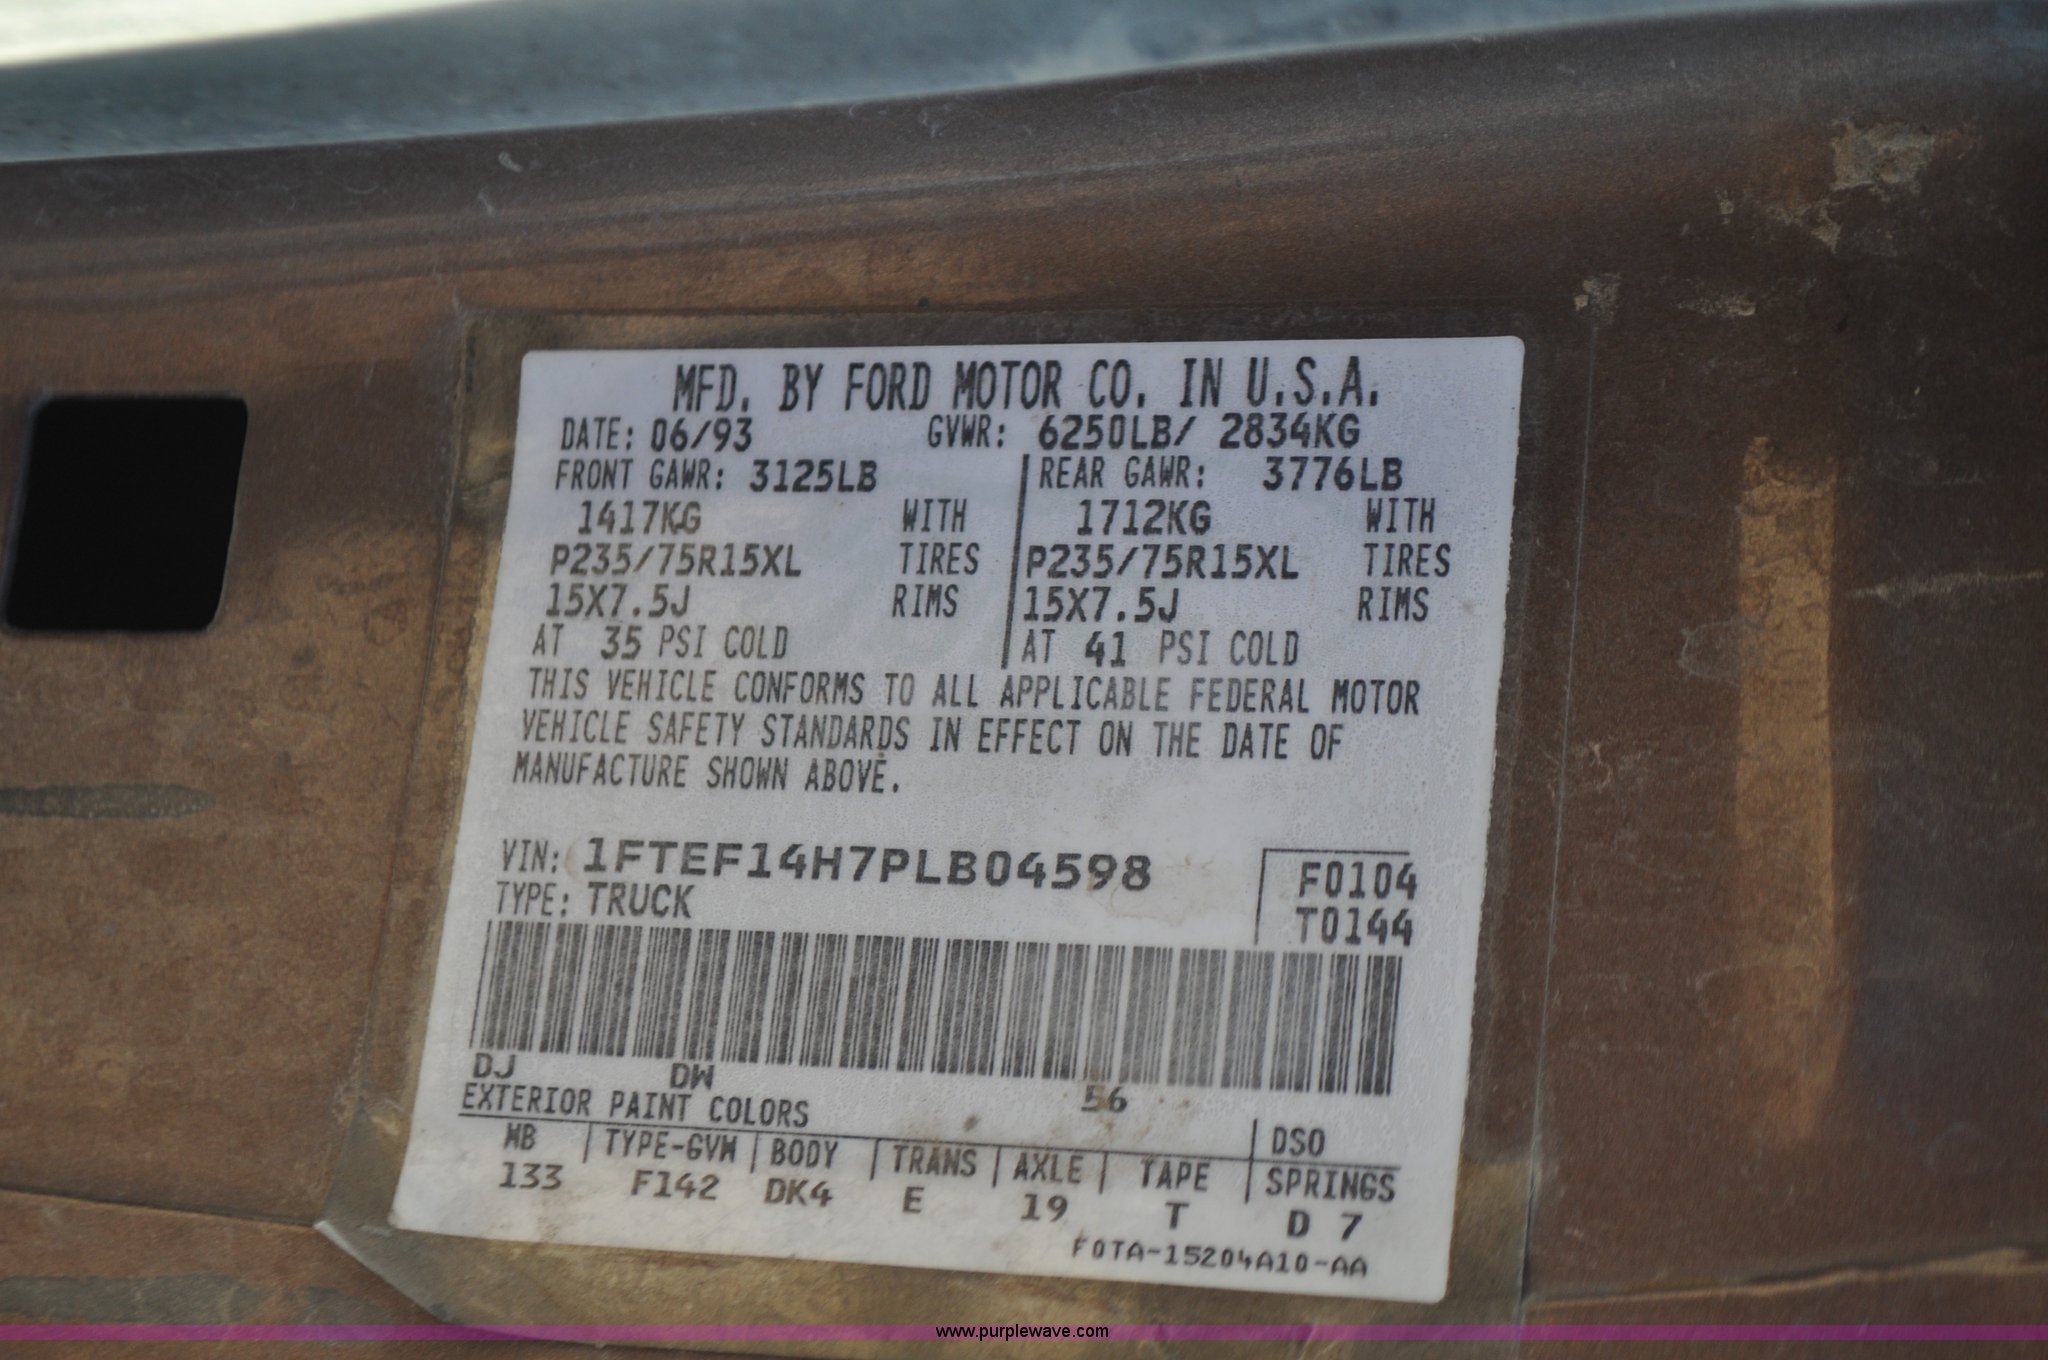 MFD. BY FORD MOTOR CO. IN U.S.A.
DATE: 06/93 GVWR: 6250LB/ 2834KG
FRONT GAWR: 3125LB REAR GAWR: 3776LB
1417KG WITH 1712KG WITH
P235/75R15XL TIRES P235/75R15XL TIRES
15X7.5J RIMS 15X7.5J RIMS
AT 35 PSI COLD AT 41 PSI COLD
THIS VEHICLE CONFORMS TO ALL APPLICABLE FEDERAL MOTOR
VEHICLE SAFETY STANDARDS IN EFFECT ON THE DATE OF
MANUFACTURE SHOWN ABOVE.
VIN: 1FTEF14H7PLB04598 F0104
TYPE: TRUCK T0144
DJ DW 56
EXTERIOR PAINT COLORS DSO
WB TYPE-GVW BODY TRANS AXLE TAPE SPRINGS
133 F142 DK4 E 19 T D 7
F0TA-15204A10-AA
www.purplewave.com